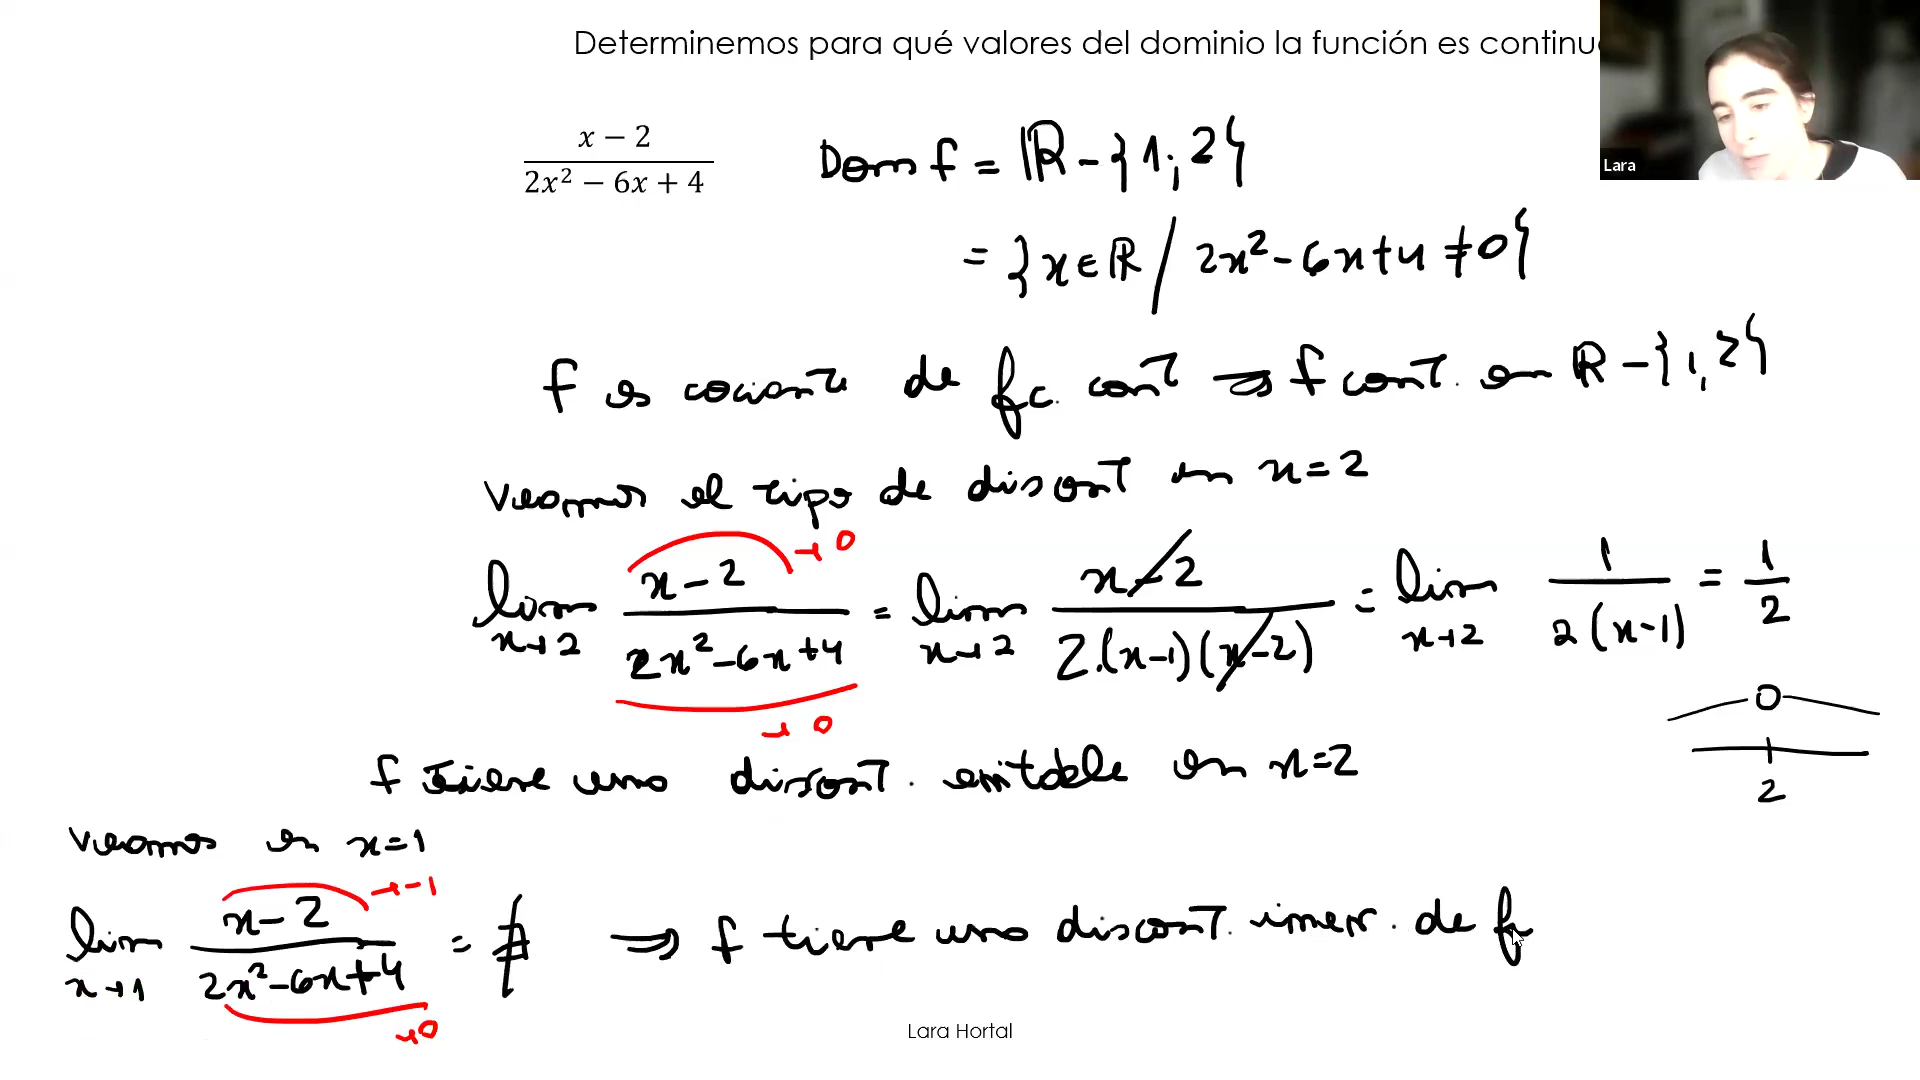 Determinemos para qué valores del dominio la función es continu
Lara
x − 2 / 2x² − 6x + 4
Dom f = ℝ - {1; 2}
= {x ∈ ℝ / 2x² - 6x + 4 ≠ 0}
f es cociente de fc. cont ⇒ f cont. en ℝ - {1, 2}
Veamos el tipo de discont en x = 2
lim x→2 x - 2 →0 / 2x² - 6x + 4 →0 = lim x→2 x - 2 / 2.(x-1)(x-2) = lim x→2 1 / 2(x-1) = 1/2
0
2
f tiene una discont. evitable en x = 2
Veamos en x = 1
lim x→1 x - 2 →-1 / 2x² - 6x + 4 →0 = ∄ ⇒ f tiene una discont. inev. de
Lara Hortal